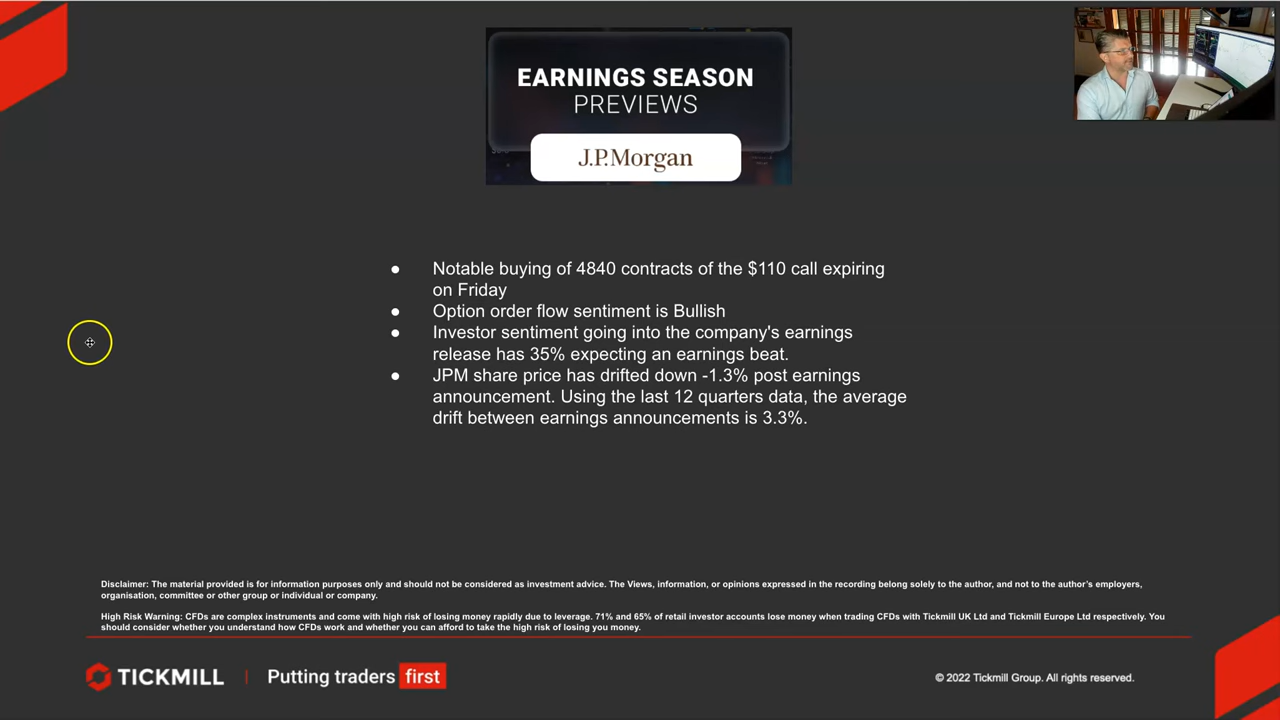 EARNINGS SEASON
PREVIEWS
J.P.Morgan
● Notable buying of 4840 contracts of the $110 call expiring
on Friday
● Option order flow sentiment is Bullish
● Investor sentiment going into the company's earnings
release has 35% expecting an earnings beat.
● JPM share price has drifted down -1.3% post earnings
announcement. Using the last 12 quarters data, the average
drift between earnings announcements is 3.3%.
Disclaimer: The material provided is for information purposes only and should not be considered as investment advice. The Views, information, or opinions expressed in the recording belong solely to the author, and not to the author's employers,
organisation, committee or other group or individual or company.
High Risk Warning: CFDs are complex instruments and come with high risk of losing money rapidly due to leverage. 71% and 65% of retail investor accounts lose money when trading CFDs with Tickmill UK Ltd and Tickmill Europe Ltd respectively. You
should consider whether you understand how CFDs work and whether you can afford to take the high risk of losing you money.
TICKMILL | Putting traders first
© 2022 Tickmill Group. All rights reserved.